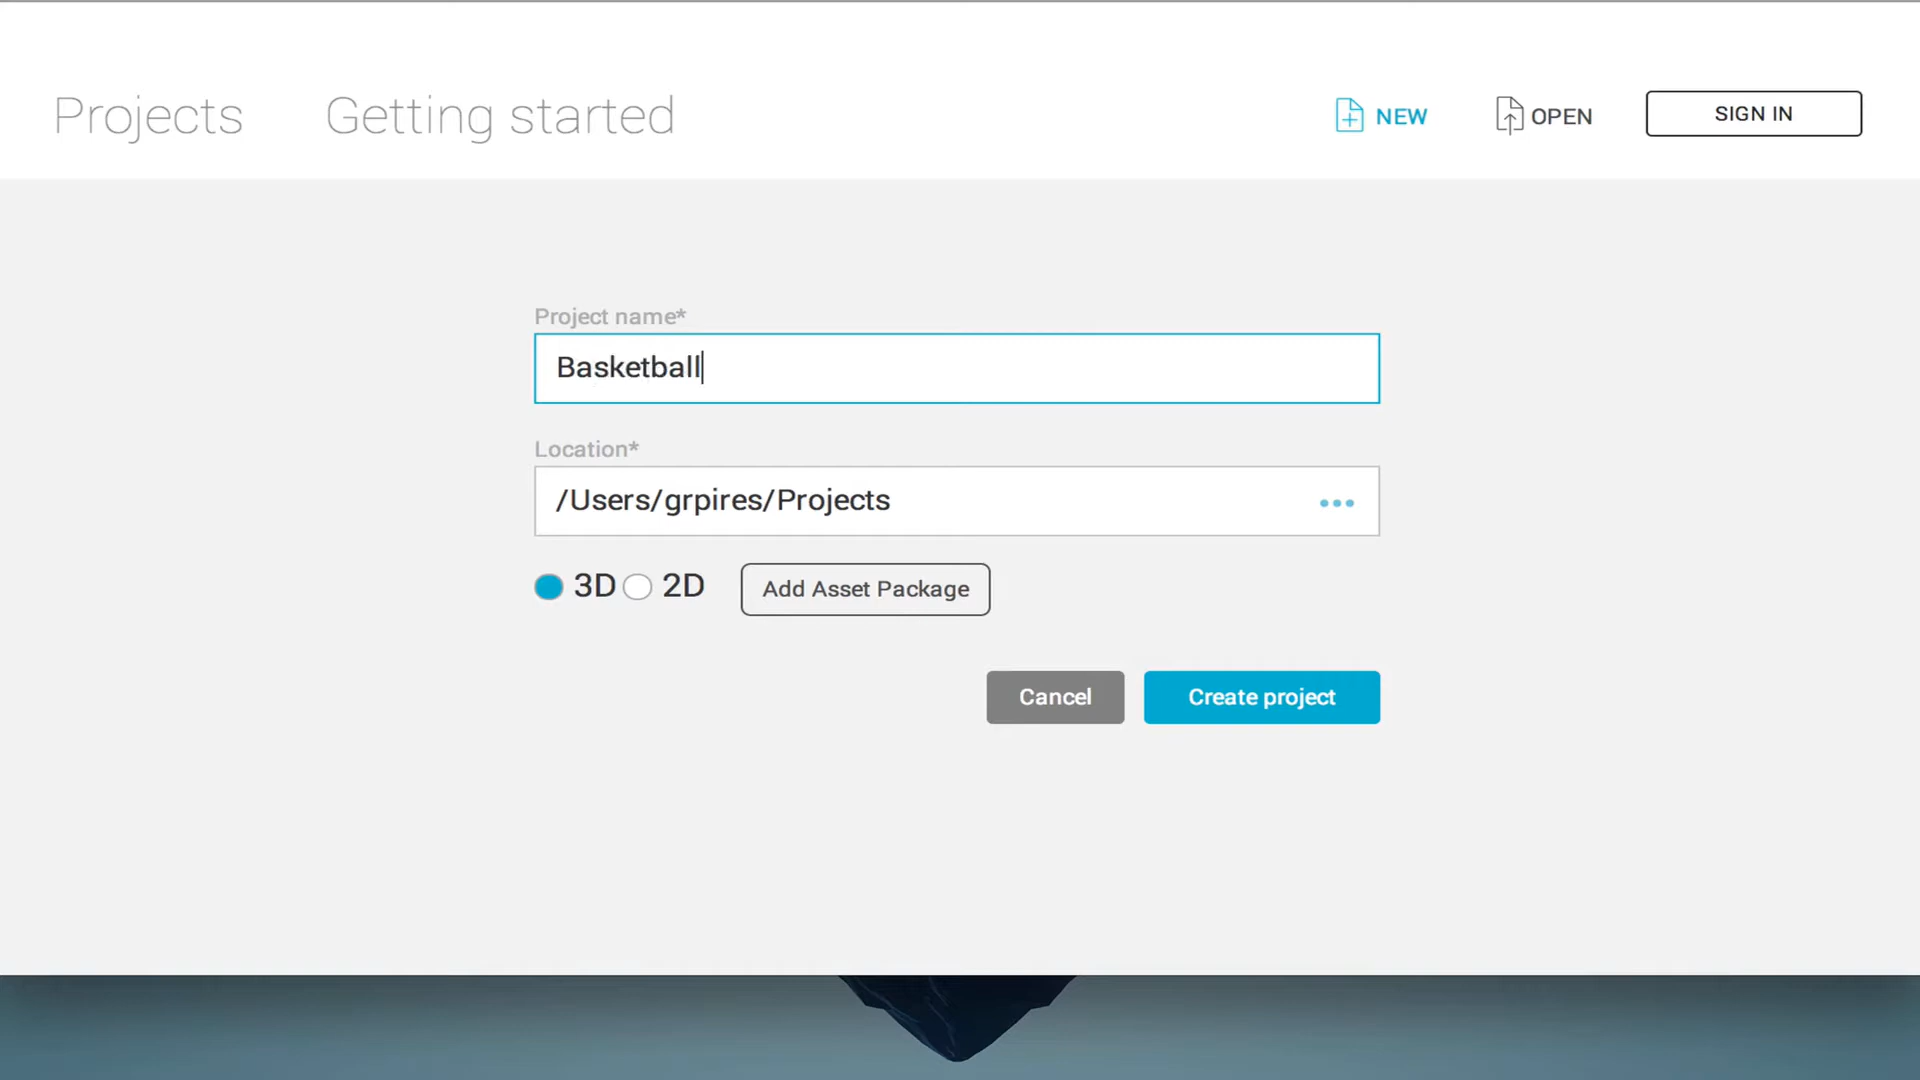 Projects Getting started NEW OPEN SIGN IN
Project name*
Basketball
Location*
/Users/grpires/Projects
3D 2D Add Asset Package
Cancel Create project